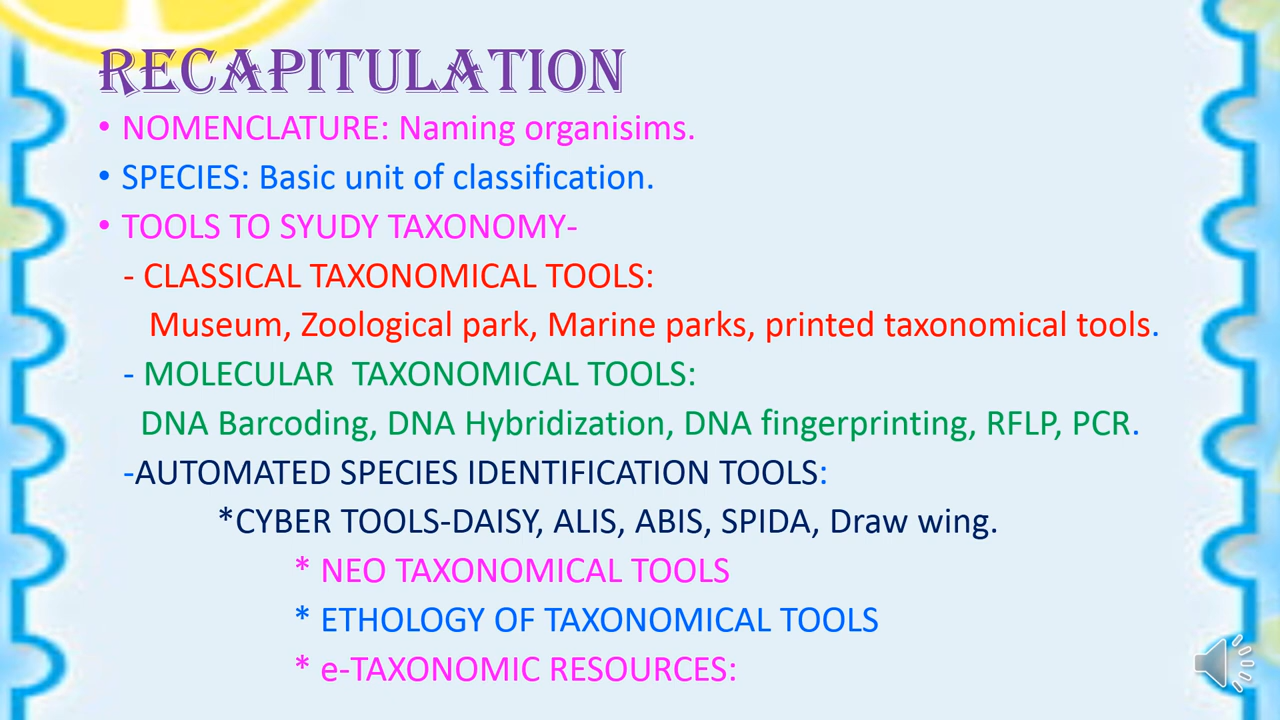 RECAPITULATION
• NOMENCLATURE: Naming organisims.
• SPECIES: Basic unit of classification.
• TOOLS TO SYUDY TAXONOMY-
- CLASSICAL TAXONOMICAL TOOLS:
Museum, Zoological park, Marine parks, printed taxonomical tools.
- MOLECULAR TAXONOMICAL TOOLS:
DNA Barcoding, DNA Hybridization, DNA fingerprinting, RFLP, PCR.
-AUTOMATED SPECIES IDENTIFICATION TOOLS:
*CYBER TOOLS-DAISY, ALIS, ABIS, SPIDA, Draw wing.
* NEO TAXONOMICAL TOOLS
* ETHOLOGY OF TAXONOMICAL TOOLS
* e-TAXONOMIC RESOURCES: